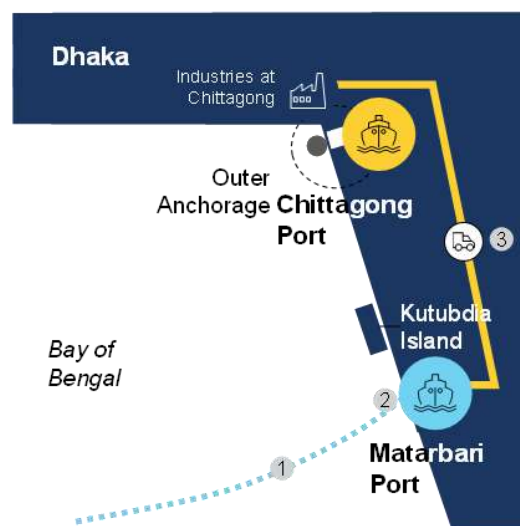 Dhaka
Industries at
Chittagong
Outer
Anchorage
Chittagong
Port
3
Kutubdia
Island
Bay of
Bengal
2
1
Matarbari
Port